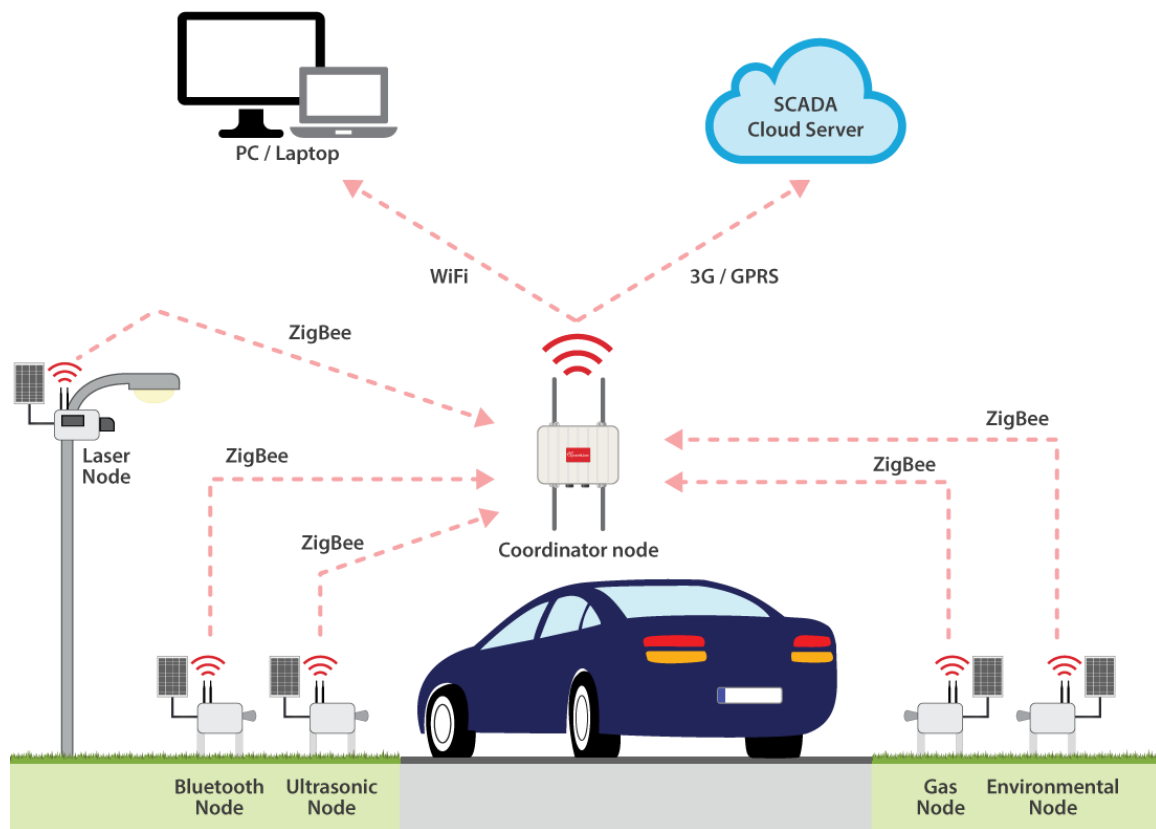 PC / Laptop
SCADA
Cloud Server
WiFi
3G / GPRS
ZigBee
Laser
Node
ZigBee
ZigBee
ZigBee
ZigBee
Coordinator node
Bluetooth
Node
Ultrasonic
Node
Gas
Node
Environmental
Node